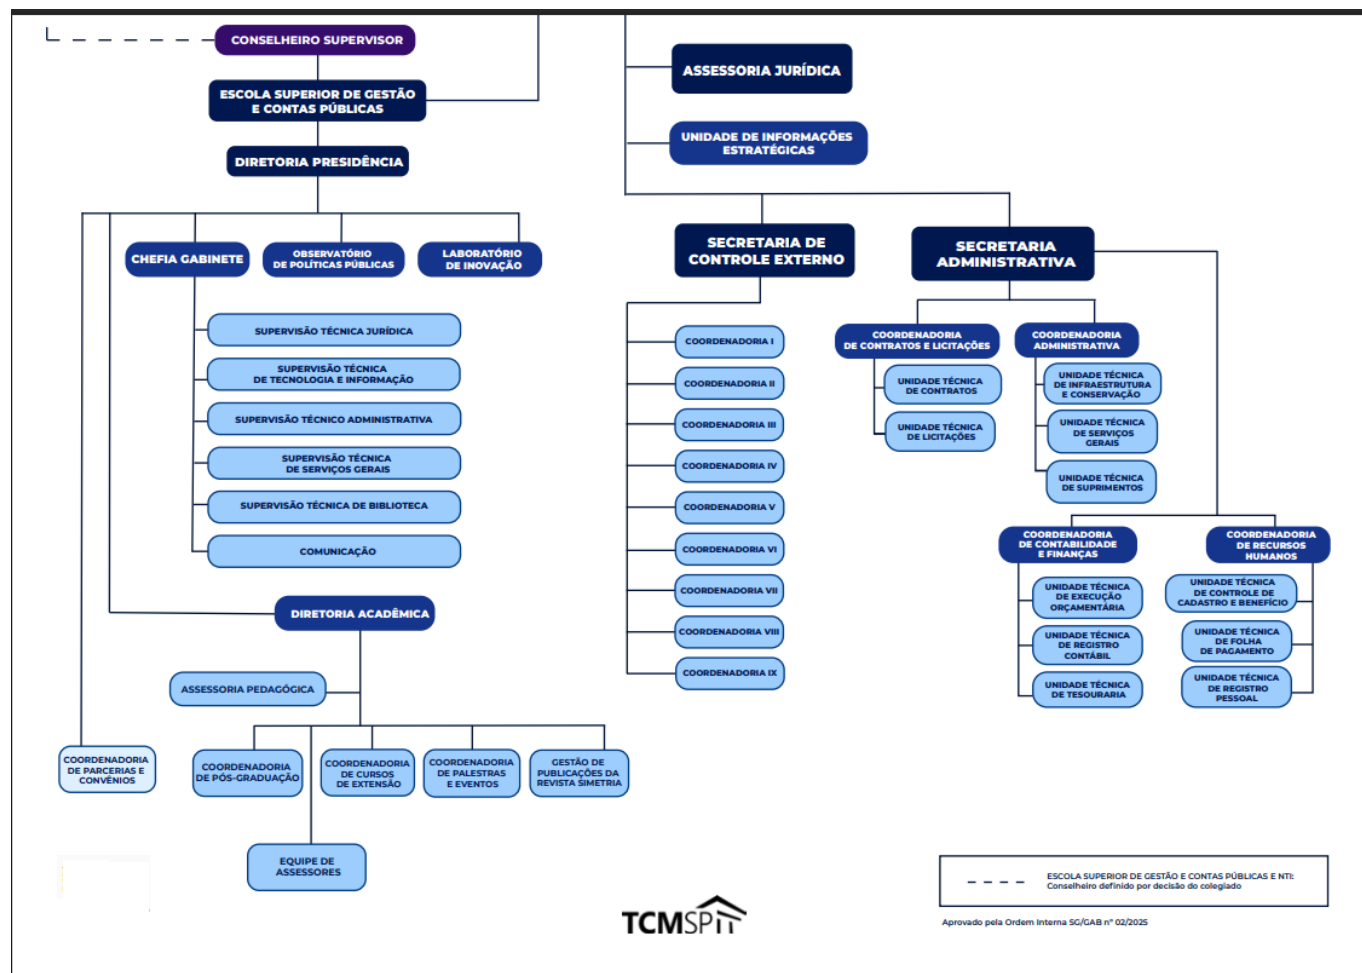 CONSELHEIRO SUPERVISOR
ESCOLA SUPERIOR DE GESTÃO
E CONTAS PÚBLICAS
DIRETORIA PRESIDÊNCIA
CHEFIA GABINETE
OBSERVATÓRIO
DE POLÍTICAS PÚBLICAS
LABORATÓRIO
DE INOVAÇÃO
SUPERVISÃO TÉCNICA JURÍDICA
SUPERVISÃO TÉCNICA
DE TECNOLOGIA E INFORMAÇÃO
SUPERVISÃO TÉCNICO ADMINISTRATIVA
SUPERVISÃO TÉCNICA
DE SERVIÇOS GERAIS
SUPERVISÃO TÉCNICA DE BIBLIOTECA
COMUNICAÇÃO
DIRETORIA ACADÊMICA
ASSESSORIA PEDAGÓGICA
COORDENADORIA
DE PARCERIAS E
CONVÊNIOS
COORDENADORIA
DE PÓS-GRADUAÇÃO
COORDENADORIA
DE CURSOS
DE EXTENSÃO
COORDENADORIA
DE PALESTRAS
E EVENTOS
GESTÃO DE
PUBLICAÇÕES DA
REVISTA SIMETRIA
EQUIPE DE
ASSESSORES
ASSESSORIA JURÍDICA
UNIDADE DE INFORMAÇÕES
ESTRATÉGICAS
SECRETARIA DE
CONTROLE EXTERNO
COORDENADORIA I
COORDENADORIA II
COORDENADORIA III
COORDENADORIA IV
COORDENADORIA V
COORDENADORIA VI
COORDENADORIA VII
COORDENADORIA VIII
COORDENADORIA IX
SECRETARIA
ADMINISTRATIVA
COORDENADORIA
DE CONTRATOS E LICITAÇÕES
UNIDADE TÉCNICA
DE CONTRATOS
UNIDADE TÉCNICA
DE LICITAÇÕES
COORDENADORIA
ADMINISTRATIVA
UNIDADE TÉCNICA
DE INFRAESTRUTURA
E CONSERVAÇÃO
UNIDADE TÉCNICA
DE SERVIÇOS
GERAIS
UNIDADE TÉCNICA
DE SUPRIMENTOS
COORDENADORIA
DE CONTABILIDADE
E FINANÇAS
UNIDADE TÉCNICA
DE EXECUÇÃO
ORÇAMENTÁRIA
UNIDADE TÉCNICA
DE REGISTRO
CONTÁBIL
UNIDADE TÉCNICA
DE TESOURARIA
COORDENADORIA
DE RECURSOS
HUMANOS
UNIDADE TÉCNICA
DE CONTROLE DE
CADASTRO E BENEFÍCIO
UNIDADE TÉCNICA
DE FOLHA
DE PAGAMENTO
UNIDADE TÉCNICA
DE REGISTRO
PESSOAL
TCMSP
ESCOLA SUPERIOR DE GESTÃO E CONTAS PÚBLICAS E NTI:
Conselheiro definido por decisão do colegiado
Aprovado pela Ordem Interna SG/GAB nº 02/2025